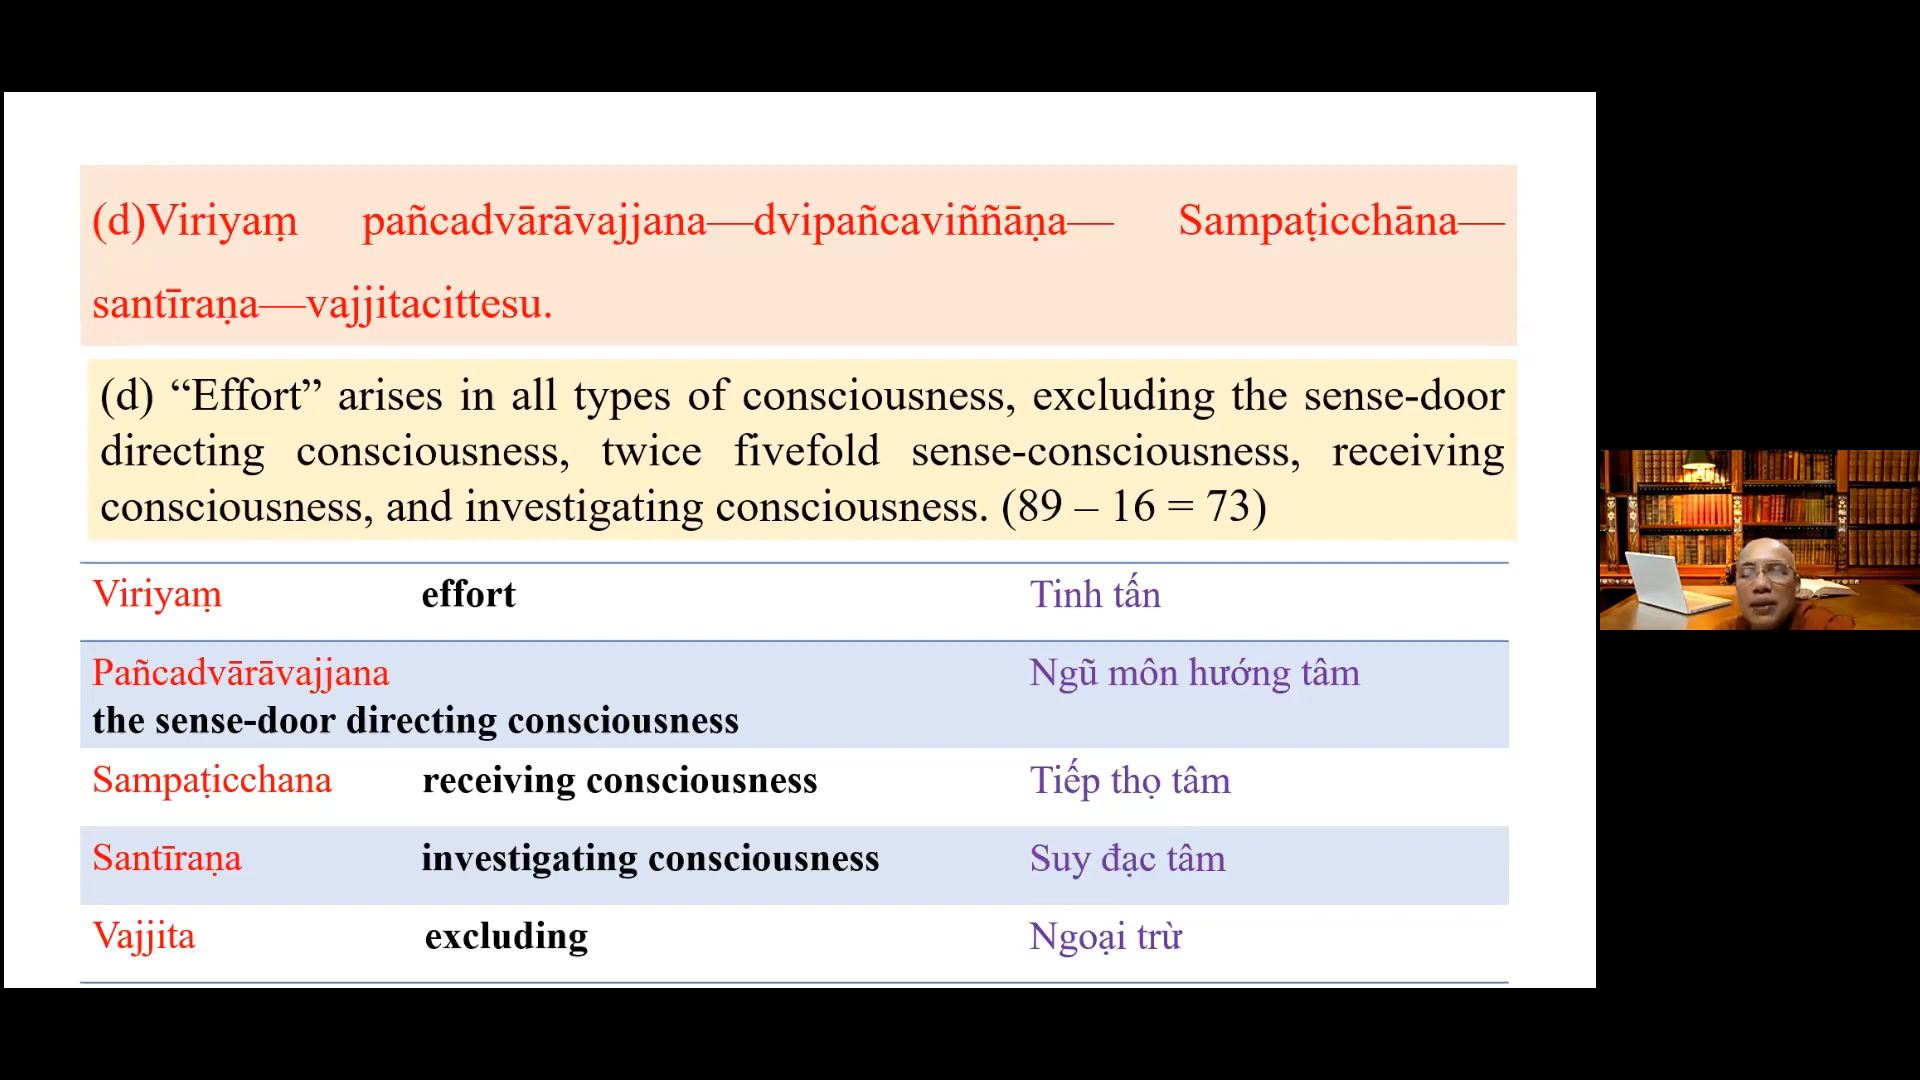 (d)Viriyaṃ pañcadvārāvajjana—dvipañcaviññāṇa— Sampaṭicchāna—
santīraṇa—vajjitacittesu.
(d) “Effort” arises in all types of consciousness, excluding the sense-door
directing consciousness, twice fivefold sense-consciousness, receiving
consciousness, and investigating consciousness. (89 – 16 = 73)
Viriyaṃ effort Tinh tấn
Pañcadvārāvajjana Ngũ môn hướng tâm
the sense-door directing consciousness
Sampaṭicchana receiving consciousness Tiếp thọ tâm
Santīraṇa investigating consciousness Suy đạc tâm
Vajjita excluding Ngoại trừ